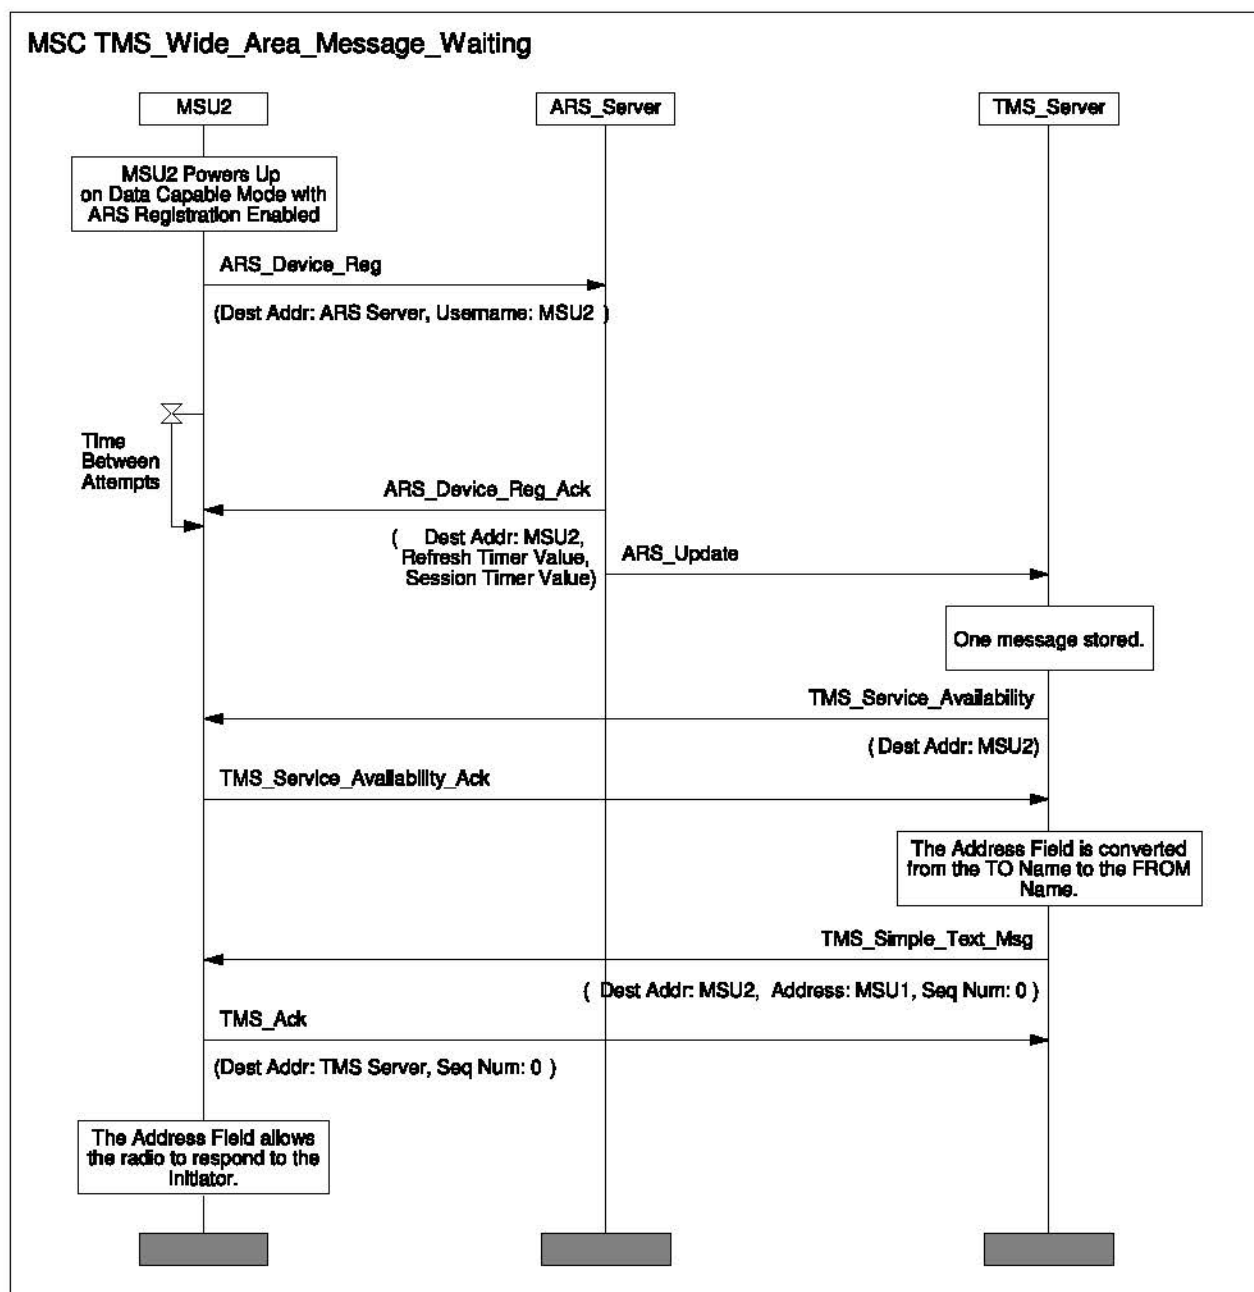 MSC TMS_Wide_Area_Message_Waiting
MSU2
ARS_Server
TMS_Server
MSU2 Powers Up
on Data Capable Mode with
ARS Registration Enabled
ARS_Device_Reg
(Dest Addr: ARS Server, Username: MSU2 )
Time
Between
Attempts
ARS_Device_Reg_Ack
( Dest Addr: MSU2,
Refresh Timer Value,
Session Timer Value)
ARS_Update
One message stored.
TMS_Service_Availability
( Dest Addr: MSU2)
TMS_Service_Availability_Ack
The Address Field is converted
from the TO Name to the FROM
Name.
TMS_Simple_Text_Msg
( Dest Addr: MSU2, Address: MSU1, Seq Num: 0 )
TMS_Ack
(Dest Addr: TMS Server, Seq Num: 0 )
The Address Field allows
the radio to respond to the
Initiator.